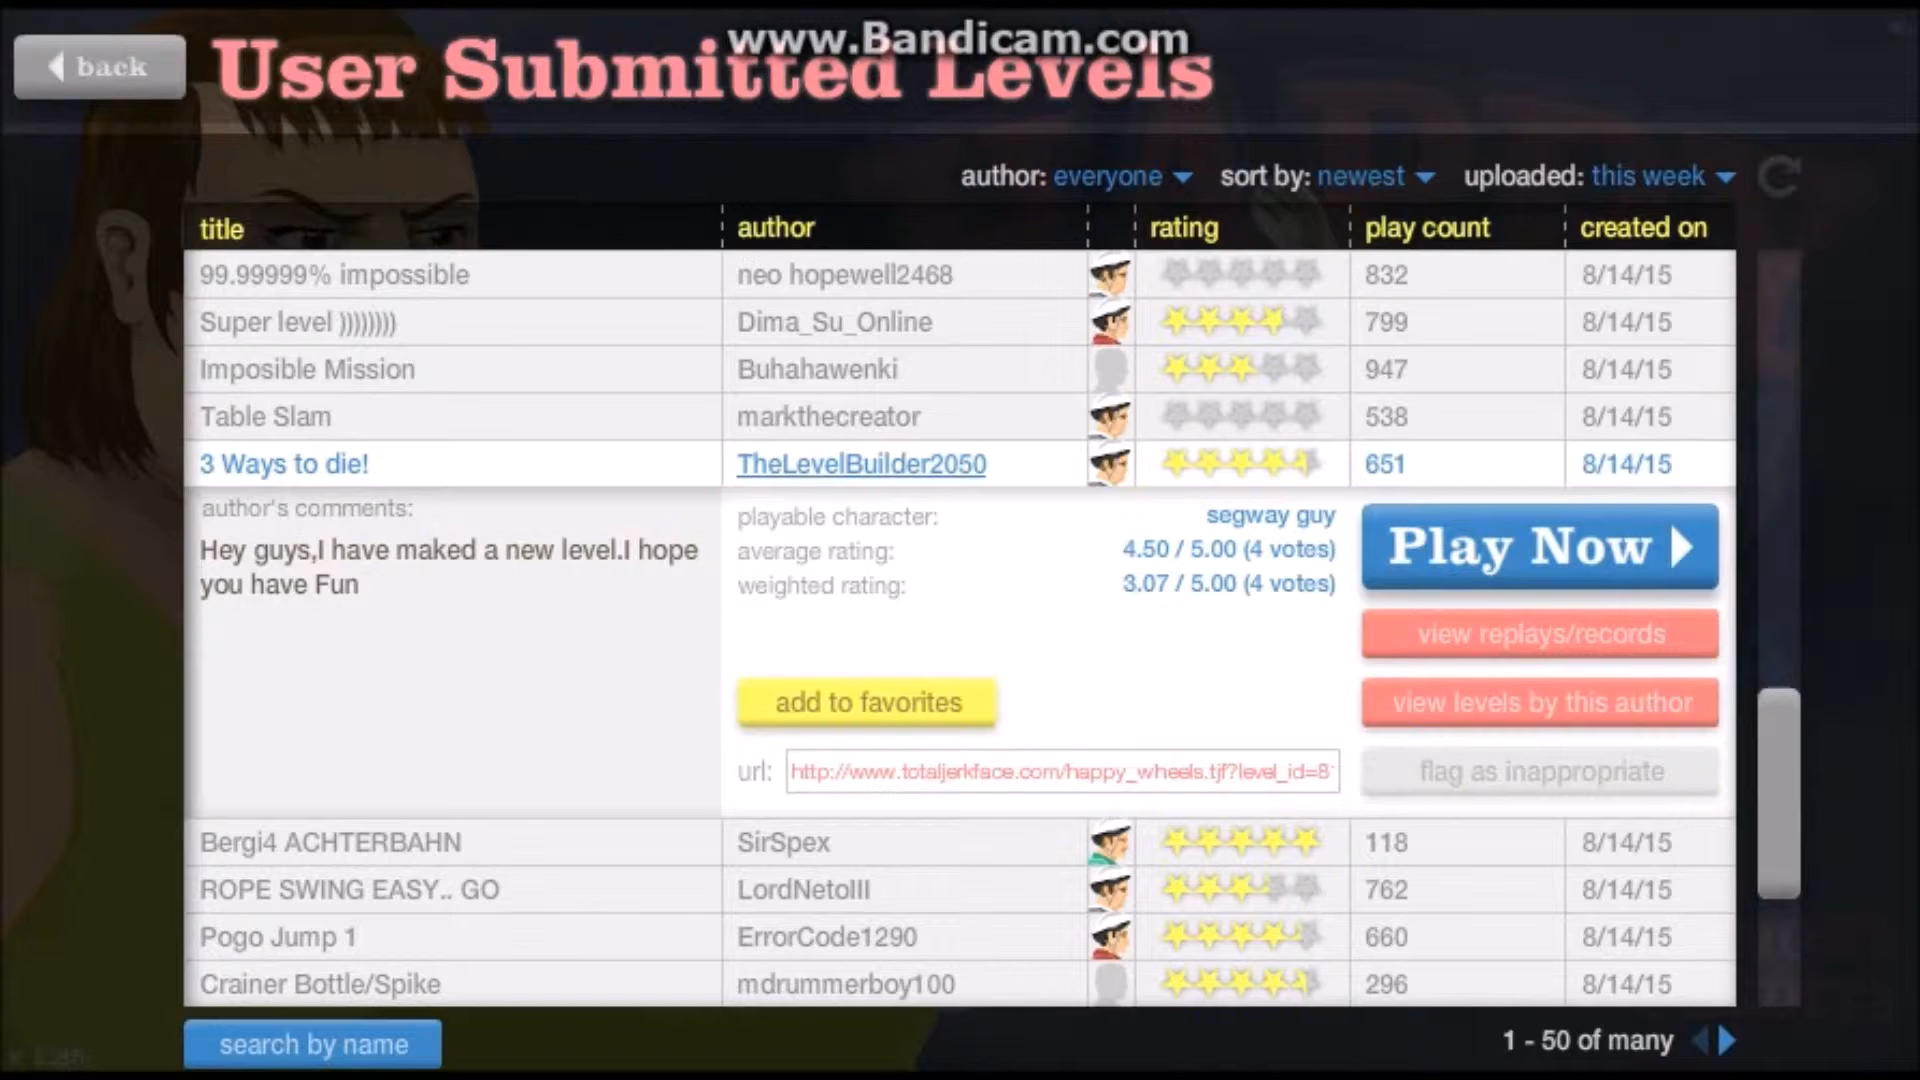 www.Bandicam.com
back
User Submitted Levels
author: everyone sort by: newest uploaded: this week
title author rating play count created on
99.99999% impossible neo hopewell2468 832 8/14/15
Super level )))))))) Dima_Su_Online 799 8/14/15
Imposible Mission Buhahawenki 947 8/14/15
Table Slam markthecreator 538 8/14/15
3 Ways to die! TheLevelBuilder2050 651 8/14/15
author's comments:
Hey guys,I have maked a new level.I hope
you have Fun
playable character: segway guy
average rating: 4.50 / 5.00 (4 votes)
weighted rating: 3.07 / 5.00 (4 votes)
Play Now
view replays/records
add to favorites
view levels by this author
url: http://www.totaljerkface.com/happy_wheels.tjf?level_id=8
flag as inappropriate
Bergi4 ACHTERBAHN SirSpex 118 8/14/15
ROPE SWING EASY.. GO LordNetoIII 762 8/14/15
Pogo Jump 1 ErrorCode1290 660 8/14/15
Crainer Bottle/Spike mdrummerboy100 296 8/14/15
search by name
1 - 50 of many